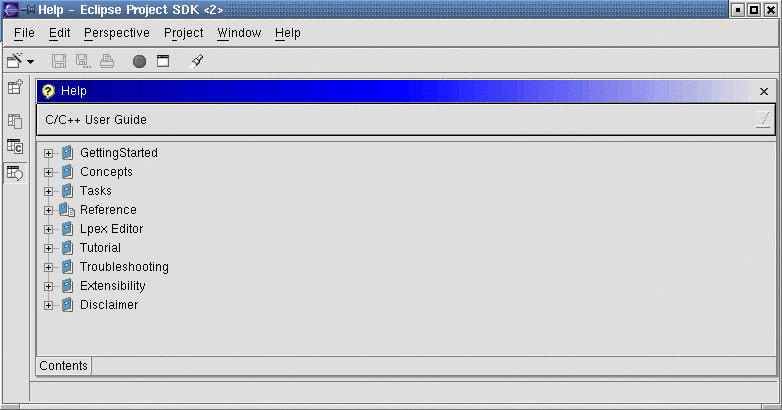 Help - Eclipse Project SDK <2>
File Edit Perspective Project Window Help
Help
C/C++ User Guide
GettingStarted
Concepts
Tasks
Reference
Lpex Editor
Tutorial
Troubleshooting
Extensibility
Disclaimer
Contents